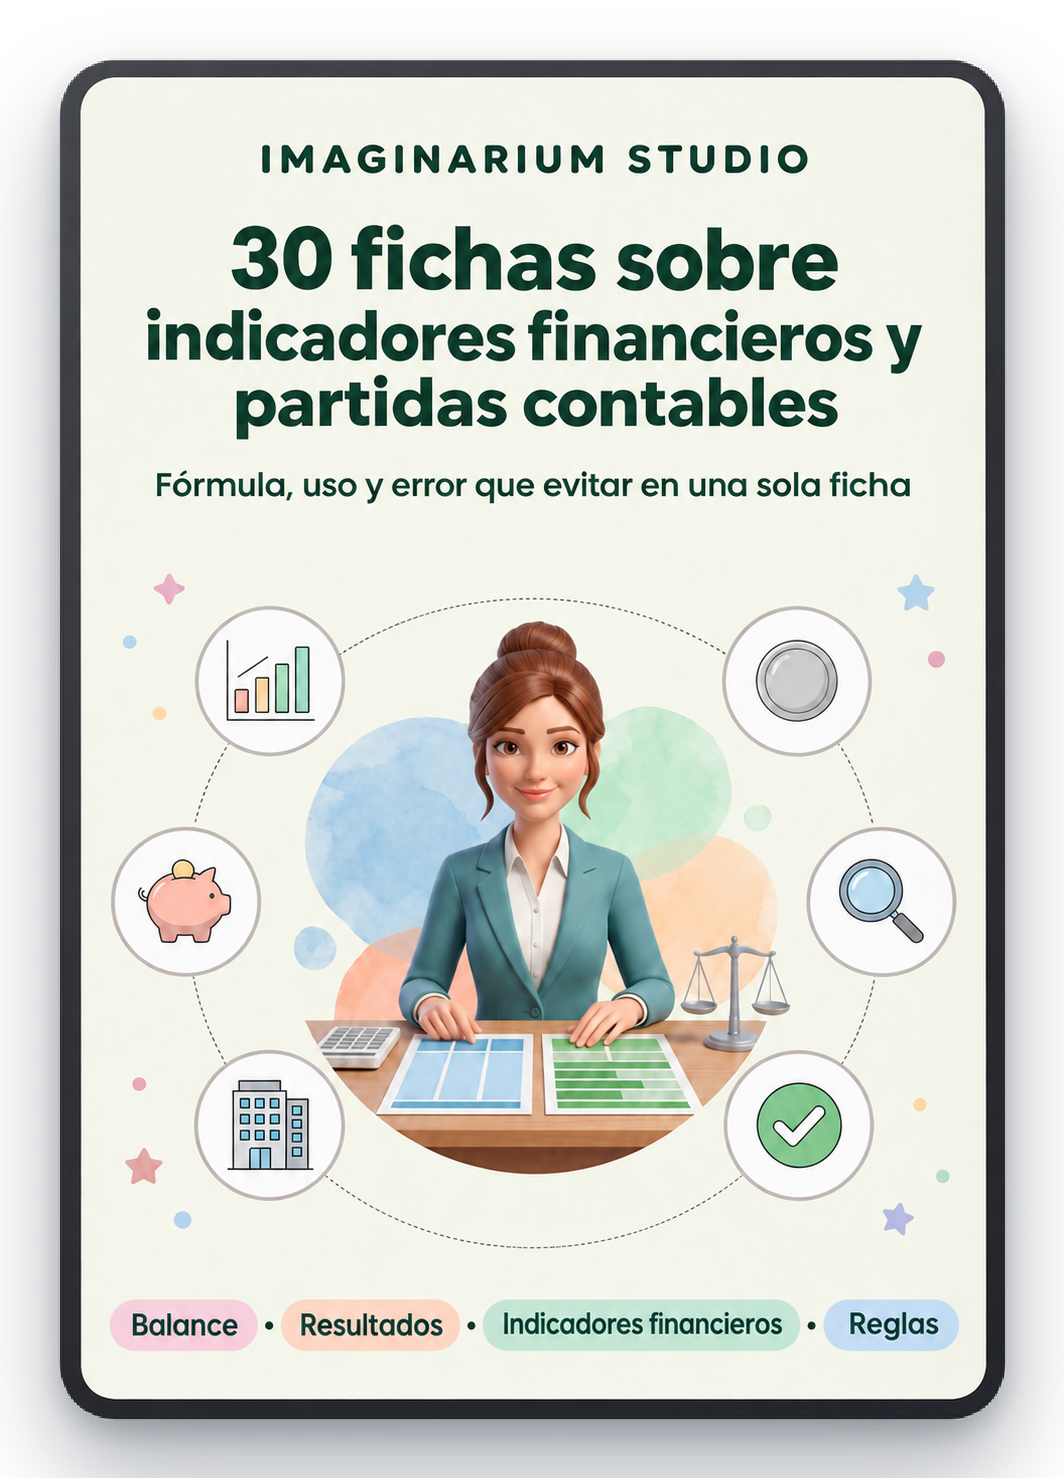 IMAGINARIUM STUDIO
30 fichas sobre
indicadores financieros y
partidas contables
Fórmula, uso y error que evitar en una sola ficha
Balance • Resultados • Indicadores financieros • Reglas